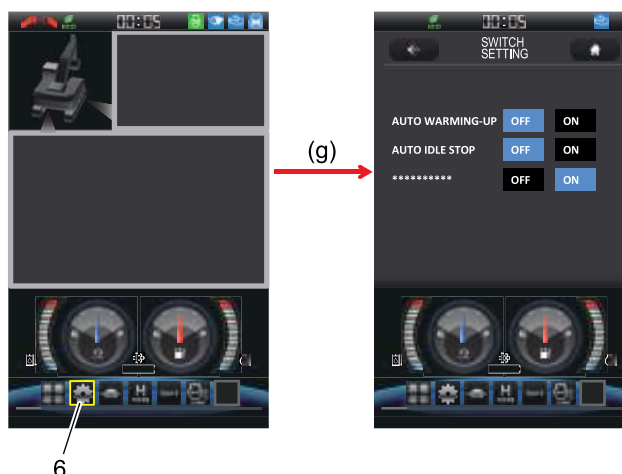 00:05
(g)
6
00:05
SWITCH
SETTING
AUTO WARMING-UP OFF ON
AUTO IDLE STOP OFF ON
********** OFF ON